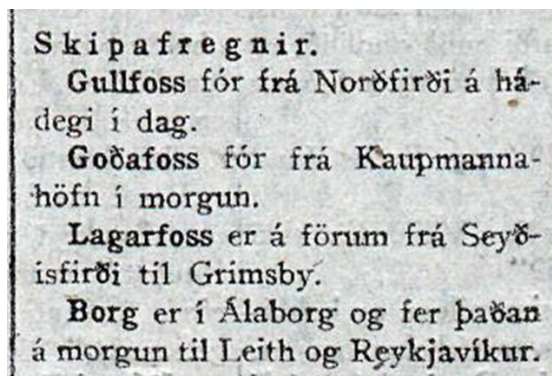 Skipafregnir.
Gullfoss fór frá Norðfirði á há-
degi í dag.
Goðafoss fór frá Kaupmanna-
höfn í morgun.
Lagarfoss er á förum frá Seyð-
isfirði til Grimsby.
Borg er í Álaborg og fer þaðan
á morgun til Leith og Reykjavíkur.